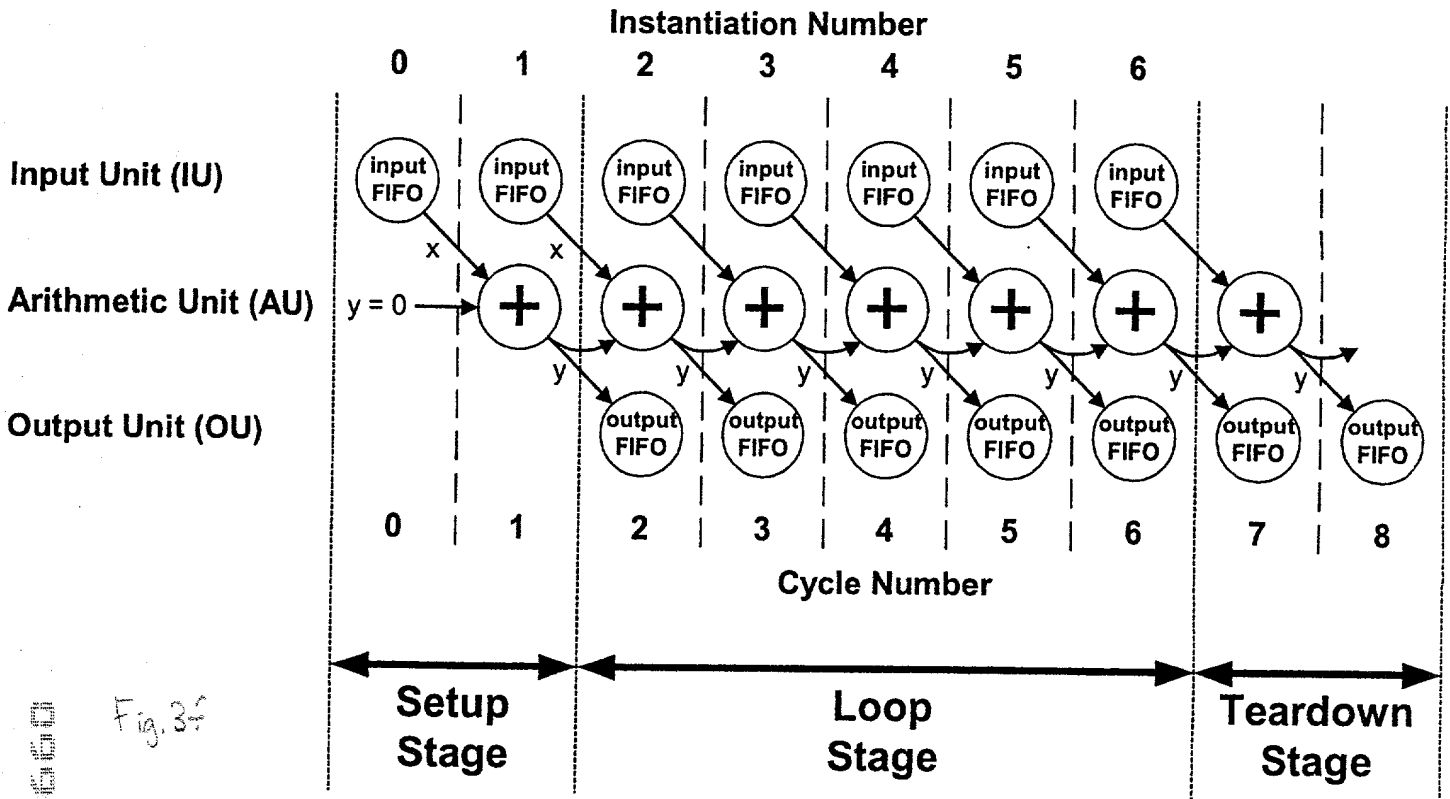 Instantiation Number
0 1 2 3 4 5 6
Input Unit (IU)
input FIFO input FIFO input FIFO input FIFO input FIFO input FIFO input FIFO
x x
Arithmetic Unit (AU)
y = 0 + + + + + + +
y y y y y y y
Output Unit (OU)
output FIFO output FIFO output FIFO output FIFO output FIFO output FIFO output FIFO
0 1 2 3 4 5 6 7 8
Cycle Number
Setup Stage
Loop Stage
Teardown Stage
Fig. 3f